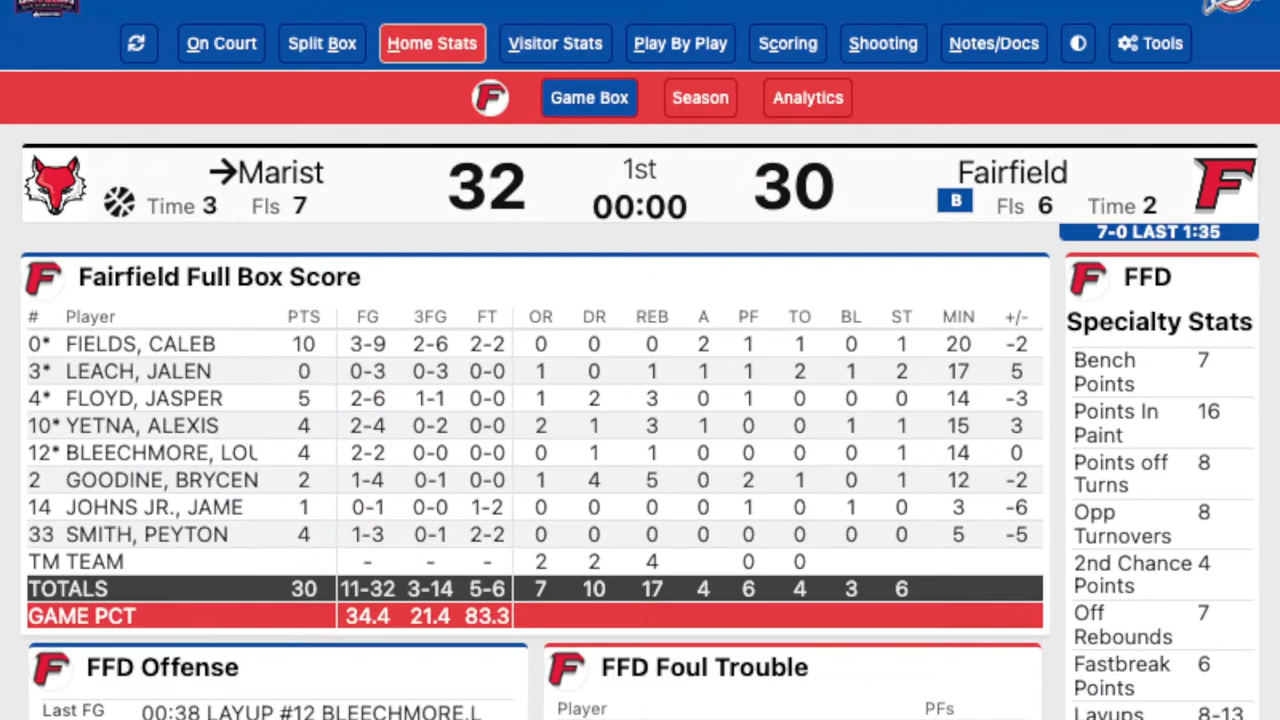 On Court Split Box Home Stats Visitor Stats Play By Play Scoring Shooting Notes/Docs Tools
F Game Box Season Analytics
→Marist 32 1st 30 Fairfield
Time 3 Fls 7 00:00 B Fls 6 Time 2
7-0 LAST 1:35
Fairfield Full Box Score
# Player PTS FG 3FG FT OR DR REB A PF TO BL ST MIN +/-
0* FIELDS, CALEB 10 3-9 2-6 2-2 0 0 0 2 1 1 0 1 20 -2
3* LEACH, JALEN 0 0-3 0-3 0-0 1 0 1 1 1 2 1 2 17 5
4* FLOYD, JASPER 5 2-6 1-1 0-0 1 2 3 0 1 0 0 0 14 -3
10* YETNA, ALEXIS 4 2-4 0-2 0-0 2 1 3 1 0 0 1 1 15 3
12* BLEECHMORE, LOU 4 2-2 0-0 0-0 0 1 1 0 0 0 0 1 14 0
2 GOODINE, BRYCEN 2 1-4 0-1 0-0 1 4 5 0 2 1 0 1 12 -2
14 JOHNS JR., JAME 1 0-1 0-0 1-2 0 0 0 0 1 0 1 0 3 -6
33 SMITH, PEYTON 4 1-3 0-1 2-2 0 0 0 0 0 0 0 0 5 -5
TM TEAM - - - 2 2 4 0 0
TOTALS 30 11-32 3-14 5-6 7 10 17 4 6 4 3 6
GAME PCT 34.4 21.4 83.3
FFD
Specialty Stats
Bench Points 7
Points In Paint 16
Points off Turns 8
Opp Turnovers 8
2nd Chance Points 4
Off Rebounds 7
Fastbreak Points 6
Layups 8-13
FFD Offense
Last FG 00:38 LAYUP #12 BLEECHMORE,L
FFD Foul Trouble
Player PFs